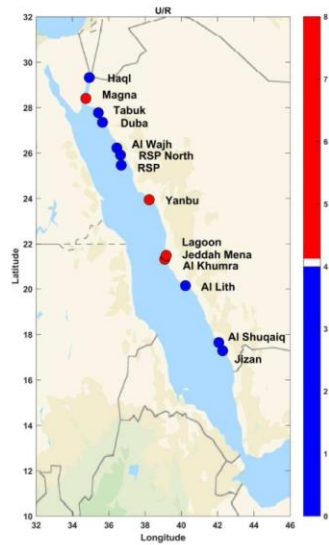 U/R
32
30
28
26
24
22
20
18
16
14
12
10
Latitude
Haql
Magna
Tabuk
Duba
Al Wajh
RSP North
RSP
Yanbu
Lagoon
Jeddah Mena
Al Khumra
Al Lith
Al Shuqaiq
Jizan
32 34 36 38 40 42 44 46
Longitude
8
7
6
5
4
3
2
1
0